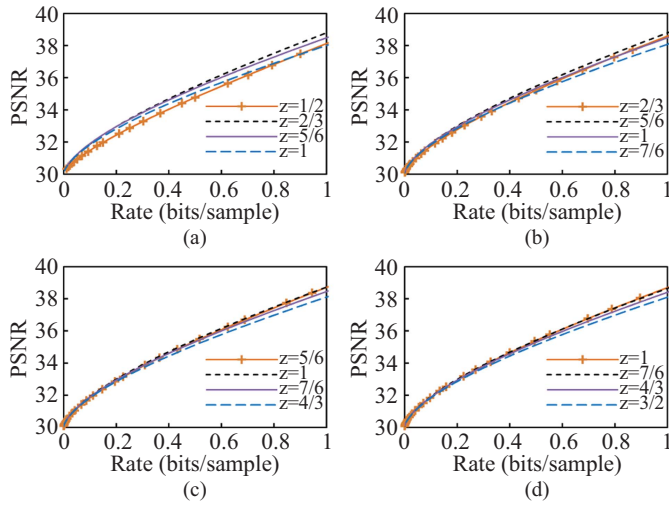 40
38
36
34
32
30
PSNR
z=1/2
z=2/3
z=5/6
z=1
0 0.2 0.4 0.6 0.8 1
Rate (bits/sample)
(a)
40
38
36
34
32
30
PSNR
z=2/3
z=5/6
z=1
z=7/6
0 0.2 0.4 0.6 0.8 1
Rate (bits/sample)
(b)
40
38
36
34
32
30
PSNR
z=5/6
z=1
z=7/6
z=4/3
0 0.2 0.4 0.6 0.8 1
Rate (bits/sample)
(c)
40
38
36
34
32
30
PSNR
z=1
z=7/6
z=4/3
z=3/2
0 0.2 0.4 0.6 0.8 1
Rate (bits/sample)
(d)